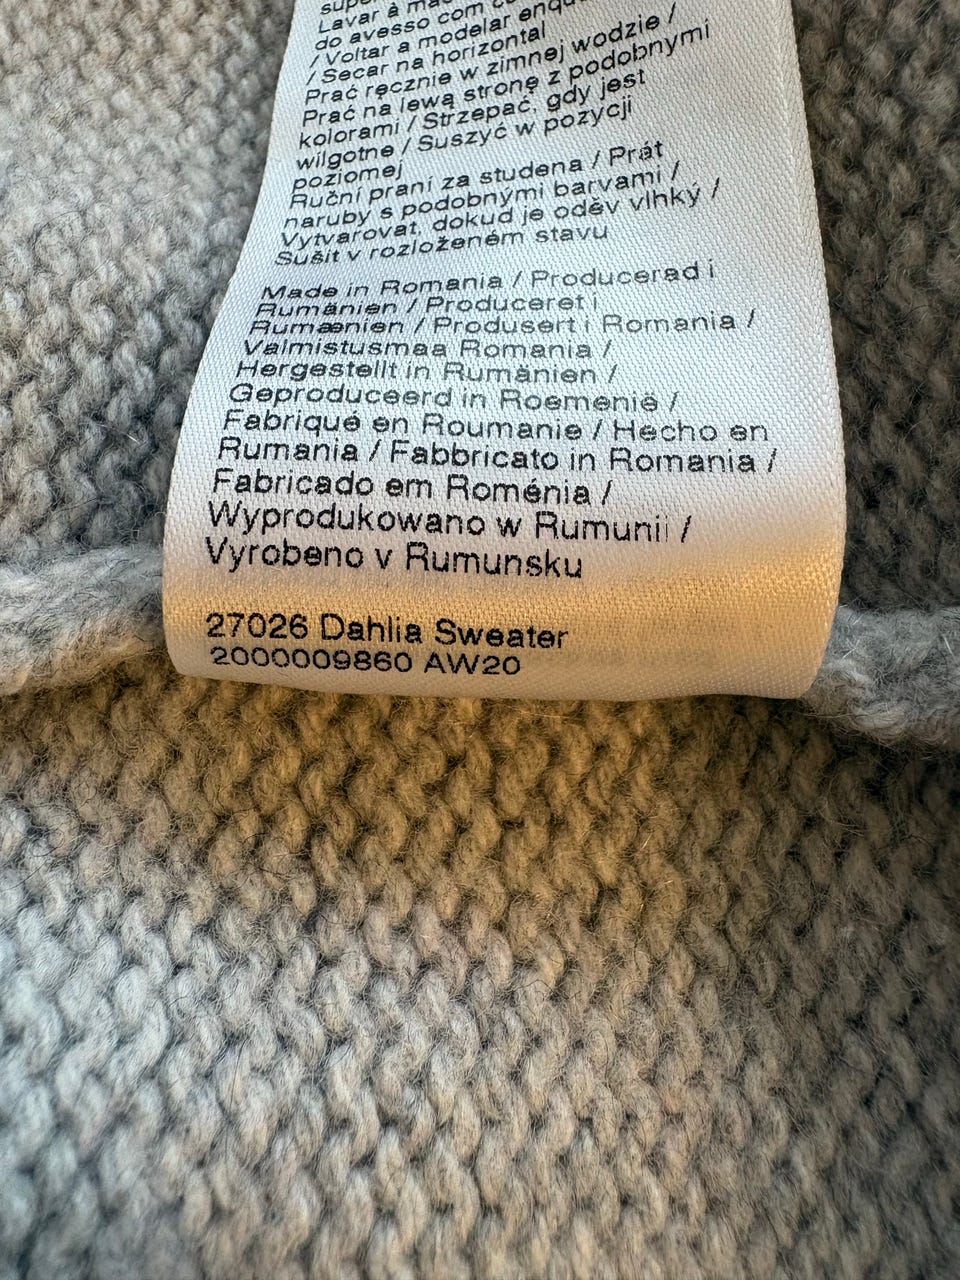 Lavar à
do avesso com
/ Voltar a modelar
/ Secar na horizontal
Prać ręcznie w zimnej wodzie /
Prać na lewą stronę z podobnymi
kolorami / Strzepać, gdy jest
wilgotne / Suszyć w pozycji
poziomej
Ruční praní za studena / Prát
naruby s podobnými barvami /
Vytvarovat, dokud je oděv vlhký /
Sušit v rozloženém stavu
Made in Romania / Producerad i
Rumänien / Produceret i
Rumænien / Produsert i Romania /
Valmistusmaa Romania /
Hergestellt in Rumänien /
Geproduceerd in Roemenië /
Fabriqué en Roumanie / Hecho en
Rumania / Fabbricato in Romania /
Fabricado em Roménia /
Wyprodukowano w Rumunii /
Vyrobeno v Rumunsku
27026 Dahlia Sweater
2000009860 AW20